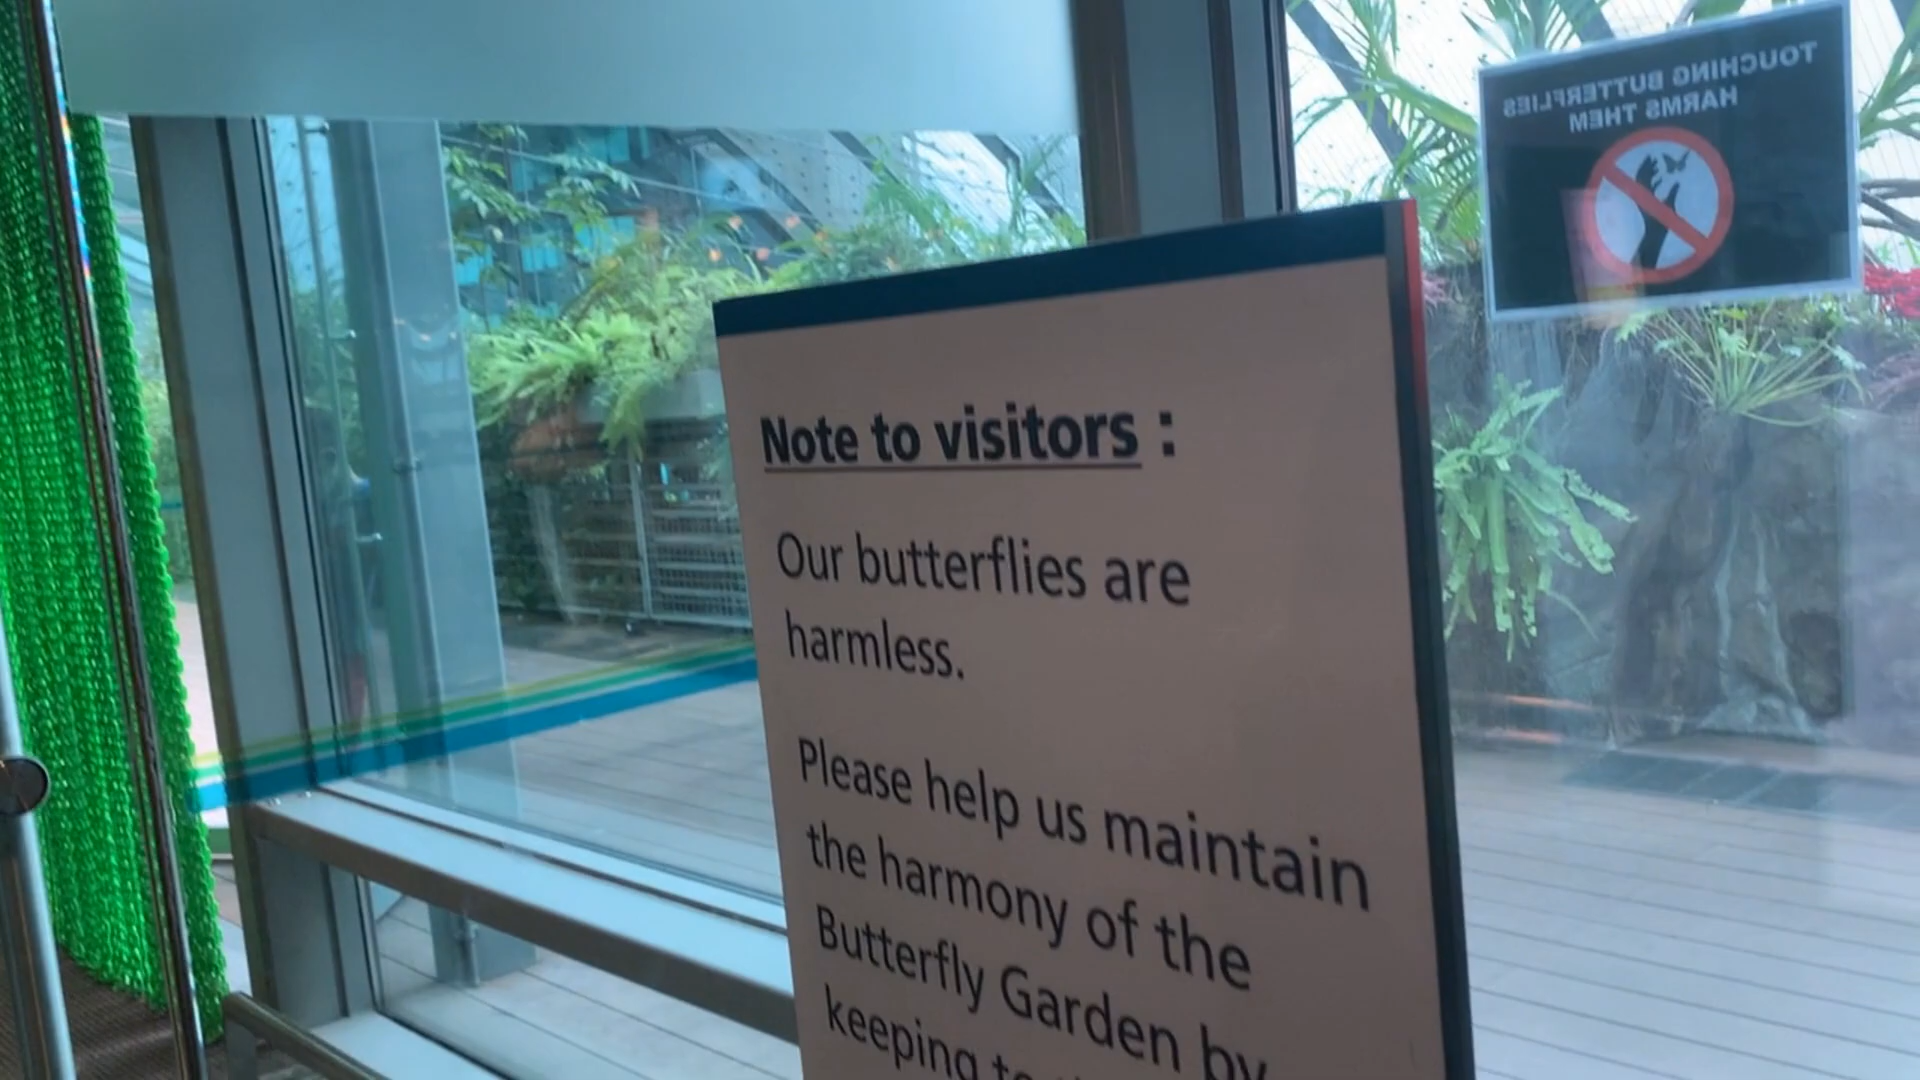 TOUCHING BUTTERFLIES
HARMS THEM
Note to visitors :
Our butterflies are
harmless.
Please help us maintain
the harmony of the
Butterfly Garden by
keeping to